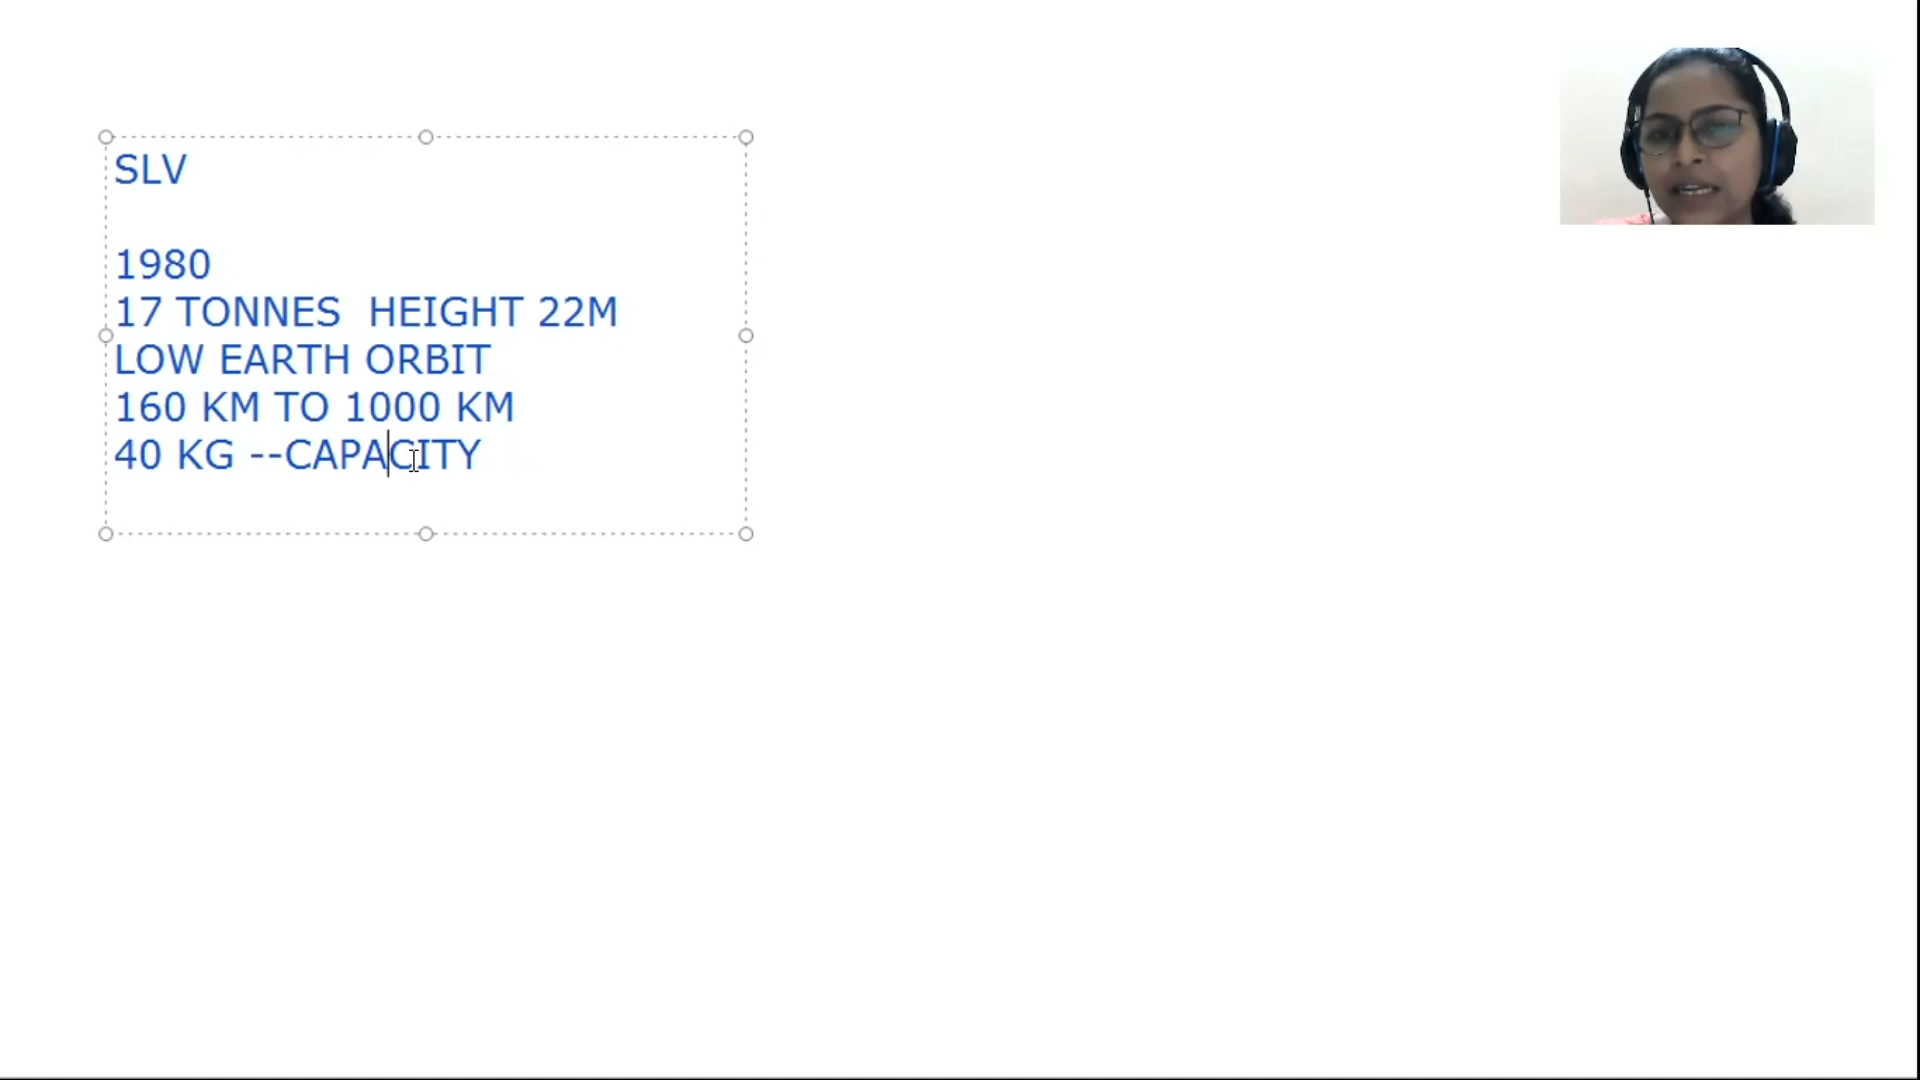 SLV
1980
17 TONNES  HEIGHT 22M
LOW EARTH ORBIT
160 KM TO 1000 KM
40 KG --CAPACITY